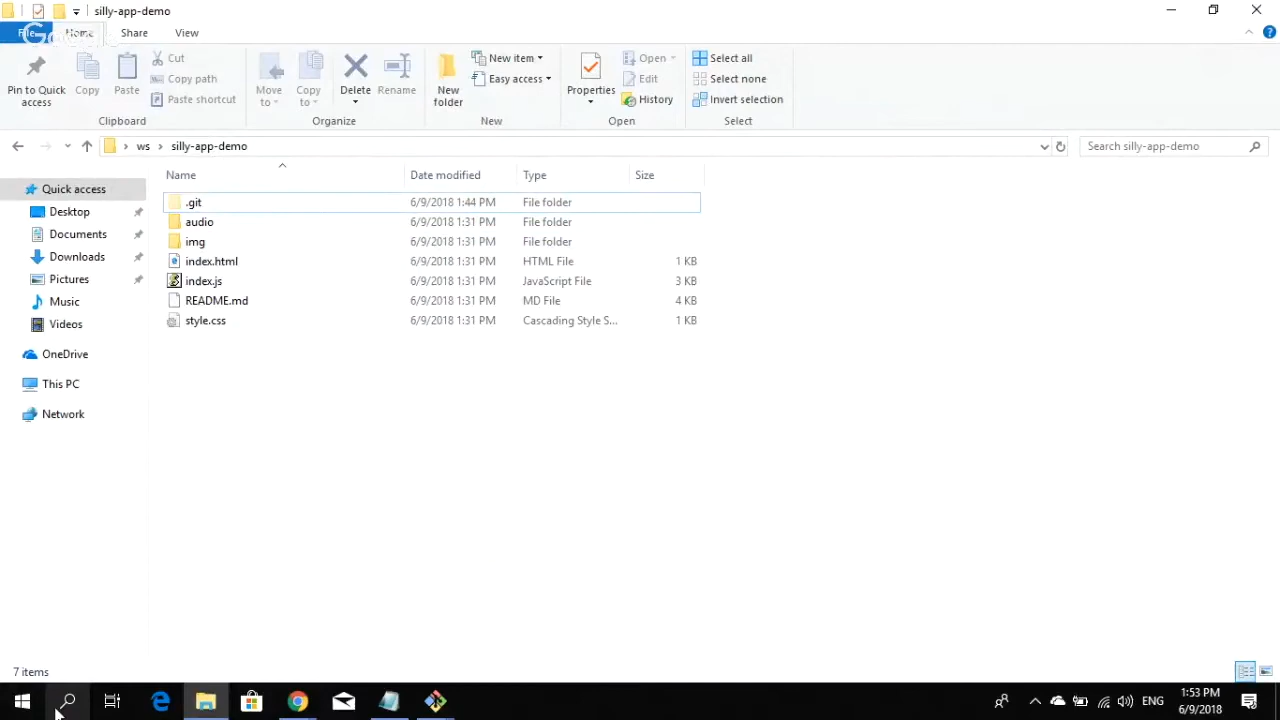 silly-app-demo
File Home Share View
Pin to Quick access
Copy
Paste
Cut
Copy path
Paste shortcut
Clipboard
Move to
Copy to
Delete
Rename
Organize
New folder
New item
Easy access
New
Properties
Open
Edit
History
Open
Select all
Select none
Invert selection
Select
ws silly-app-demo
Search silly-app-demo
Quick access
Desktop
Documents
Downloads
Pictures
Music
Videos
OneDrive
This PC
Network
Name Date modified Type Size
.git 6/9/2018 1:44 PM File folder
audio 6/9/2018 1:31 PM File folder
img 6/9/2018 1:31 PM File folder
index.html 6/9/2018 1:31 PM HTML File 1 KB
index.js 6/9/2018 1:31 PM JavaScript File 3 KB
README.md 6/9/2018 1:31 PM MD File 4 KB
style.css 6/9/2018 1:31 PM Cascading Style S... 1 KB
7 items
ENG
1:53 PM
6/9/2018